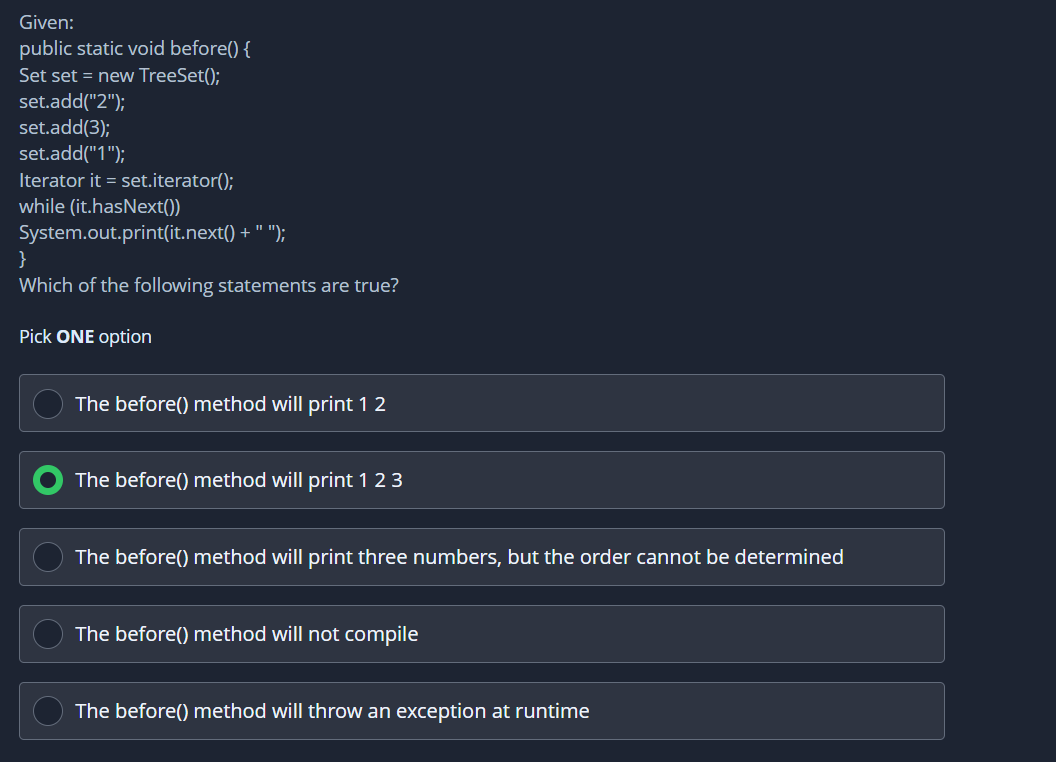 Given:
public static void before() {
Set set = new TreeSet();
set.add("2");
set.add(3);
set.add("1");
Iterator it = set.iterator();
while (it.hasNext())
System.out.print(it.next() + " ");
}
Which of the following statements are true?
Pick ONE option
The before() method will print 1 2
The before() method will print 1 2 3
The before() method will print three numbers, but the order cannot be determined
The before() method will not compile
The before() method will throw an exception at runtime